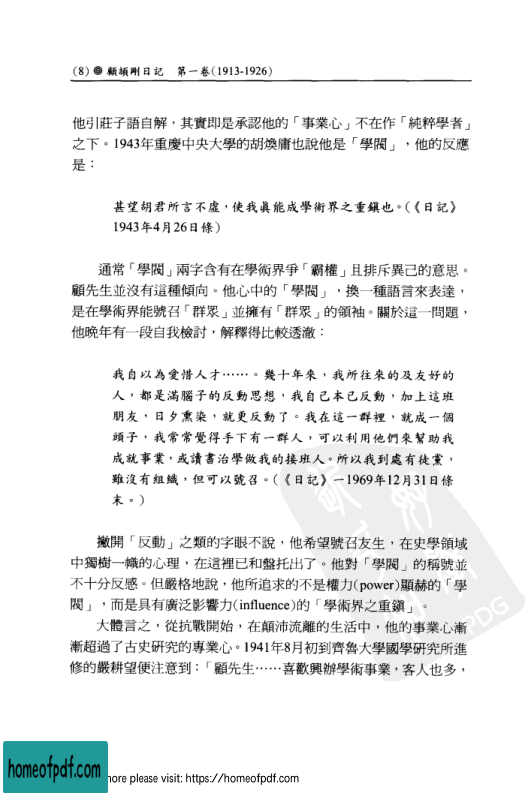 (8) ◉ 顧頡剛日記　第一卷(1913-1926)
他引莊子語自解，其實即是承認他的「事業心」不在作「純粹學者」
之下。1943年重慶中央大學的胡煥庸也說他是「學閥」，他的反應
是：
甚望胡君所言不虛，使我真能成學術界之重鎮也。(《日記》
1943年4月26日條)
通常「學閥」兩字含有在學術界爭「霸權」且排斥異己的意思。
顧先生並沒有這種傾向。他心中的「學閥」，換一種語言來表達，
是在學術界能號召「群眾」並擁有「群眾」的領袖。關於這一問題，
他晚年有一段自我檢討，解釋得比較透澈：
我自以為愛惜人才……。幾十年來，我所往來的及友好的
人，都是滿腦子的反動思想，我自己本已反動，加上這班
朋友，日夕熏染，就更反動了。我在這一群裡，就成一個
頭子，我常常覺得手下有一群人，可以利用他們來幫助我
成就事業，或讀書治學做我的接班人。所以我到處有徒黨，
雖沒有組織，但可以號召。(《日記》一1969年12月31日條
末。)
撇開「反動」之類的字眼不說，他希望號召友生，在史學領域
中獨樹一幟的心理，在這裡已和盤托出了。他對「學閥」的稱號並
不十分反感。但嚴格地說，他所追求的不是權力(power)顯赫的「學
閥」，而是具有廣泛影響力(influence)的「學術界之重鎮」。
大體言之，從抗戰開始，在顛沛流離的生活中，他的事業心漸
漸超過了古史研究的專業心。1941年8月初到齊魯大學國學研究所進
修的嚴耕望便注意到：「顧先生……喜歡興辦學術事業，客人也多，
PDG
homeofpdf.com
more please visit: https://homeofpdf.com